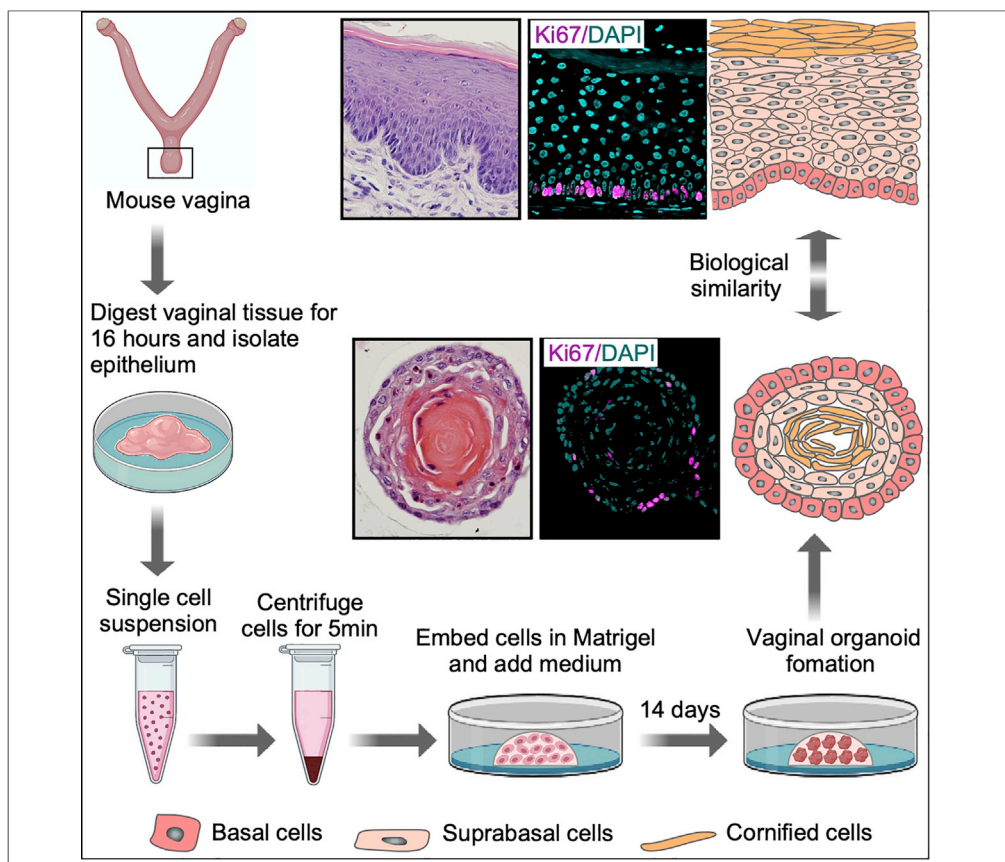 Mouse vagina
Ki67/DAPI
Digest vaginal tissue for
16 hours and isolate
epithelium
Biological
similarity
Ki67/DAPI
Single cell
suspension
Centrifuge
cells for 5min
Embed cells in Matrigel
and add medium
14 days
Vaginal organoid
fomation
Basal cells
Suprabasal cells
Cornified cells